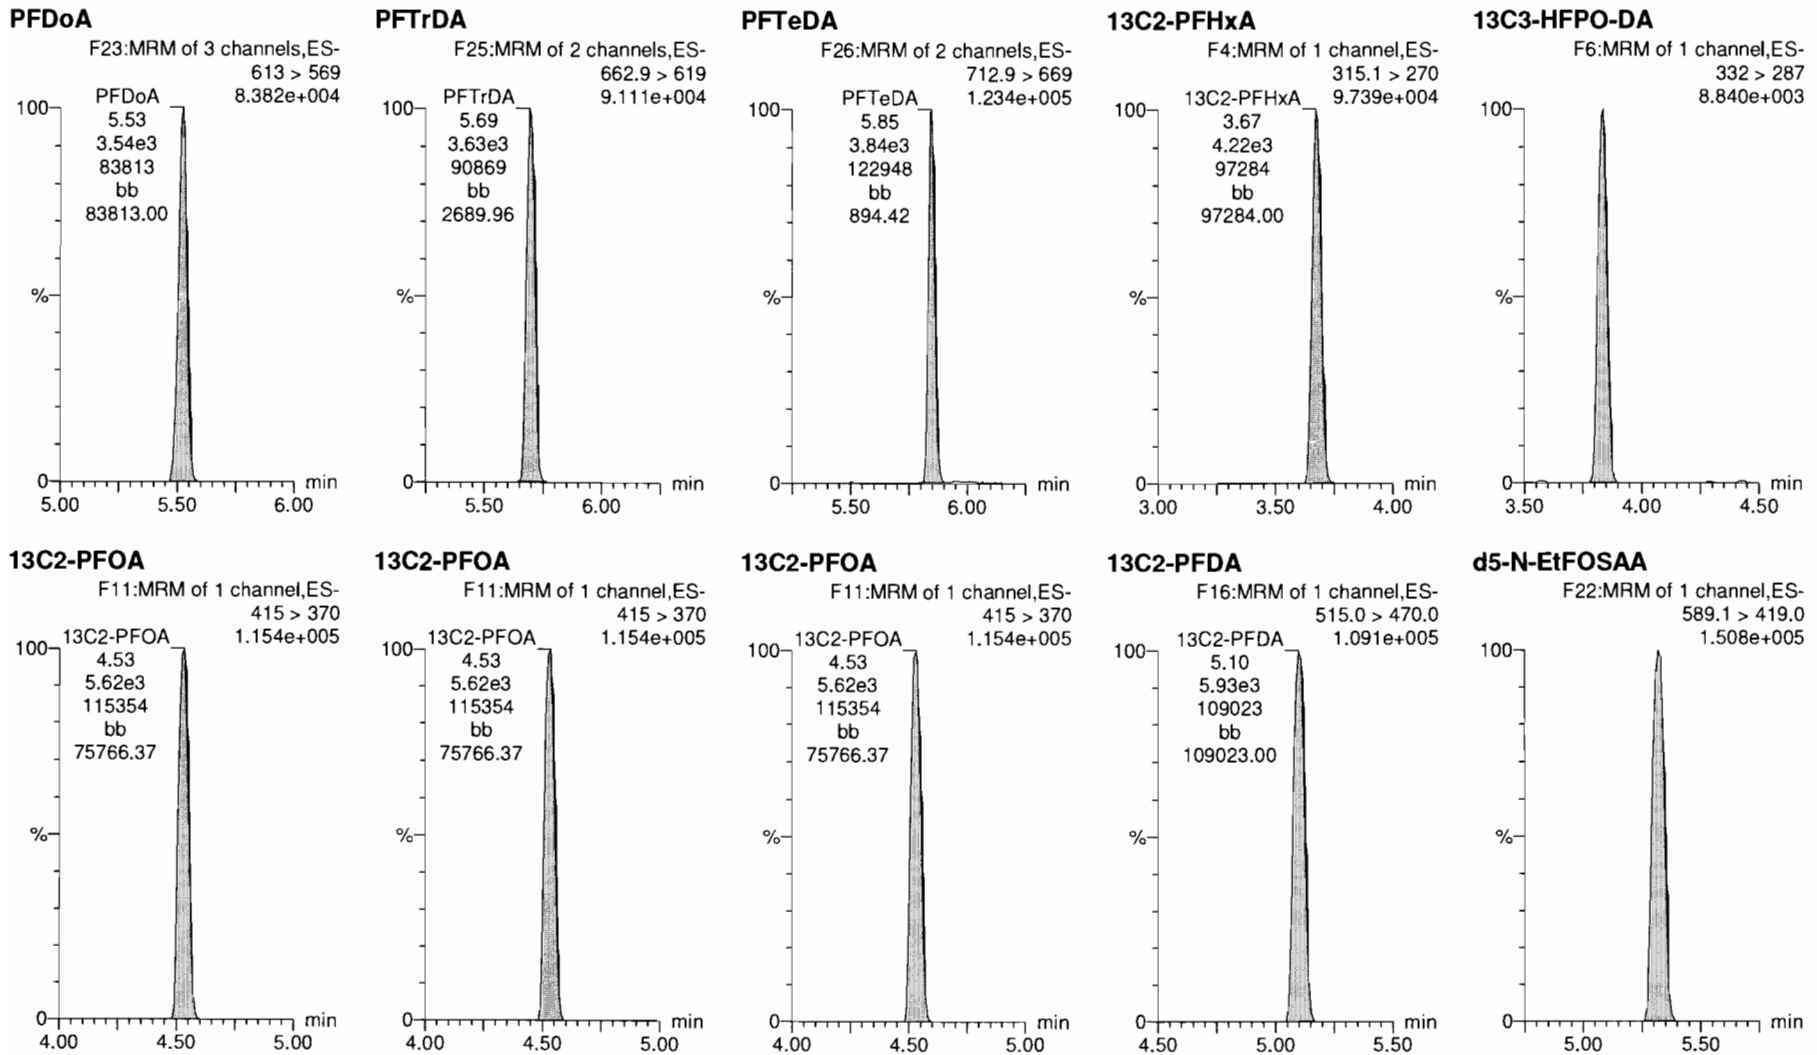 PFDoA
F23:MRM of 3 channels,ES-
613 > 569
8.382e+004
PFDoA
5.53
3.54e3
83813
bb
83813.00
100
%
0
min
5.00 5.50 6.00
PFTrDA
F25:MRM of 2 channels,ES-
662.9 > 619
9.111e+004
PFTrDA
5.69
3.63e3
90869
bb
2689.96
100
%
0
min
5.50 6.00
PFTeDA
F26:MRM of 2 channels,ES-
712.9 > 669
1.234e+005
PFTeDA
5.85
3.84e3
122948
bb
894.42
100
%
0
min
5.50 6.00
13C2-PFHxA
F4:MRM of 1 channel,ES-
315.1 > 270
9.739e+004
13C2-PFHxA
3.67
4.22e3
97284
bb
97284.00
100
%
0
min
3.00 3.50 4.00
13C3-HFPO-DA
F6:MRM of 1 channel,ES-
332 > 287
8.840e+003
100
%
0
min
3.50 4.00 4.50
13C2-PFOA
F11:MRM of 1 channel,ES-
415 > 370
1.154e+005
13C2-PFOA
4.53
5.62e3
115354
bb
75766.37
100
%
0
min
4.00 4.50 5.00
13C2-PFOA
F11:MRM of 1 channel,ES-
415 > 370
1.154e+005
13C2-PFOA
4.53
5.62e3
115354
bb
75766.37
100
%
0
min
4.00 4.50 5.00
13C2-PFOA
F11:MRM of 1 channel,ES-
415 > 370
1.154e+005
13C2-PFOA
4.53
5.62e3
115354
bb
75766.37
100
%
0
min
4.00 4.50 5.00
13C2-PFDA
F16:MRM of 1 channel,ES-
515.0 > 470.0
1.091e+005
13C2-PFDA
5.10
5.93e3
109023
bb
109023.00
100
%
0
min
4.50 5.00 5.50
d5-N-EtFOSAA
F22:MRM of 1 channel,ES-
589.1 > 419.0
1.508e+005
100
%
0
min
5.00 5.50